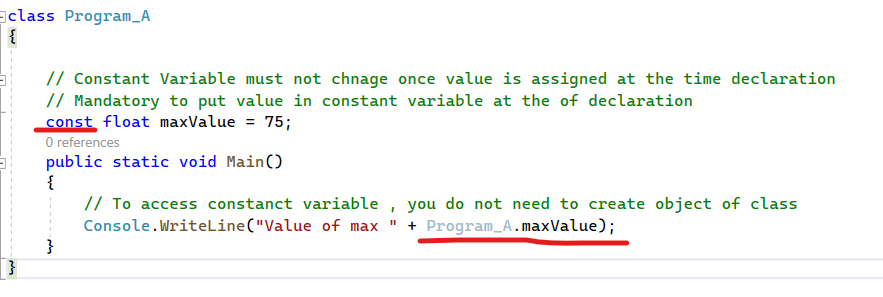 class Program_A
{
// Constant Variable must not chnage once value is assigned at the time declaration
// Mandatory to put value in constant variable at the of declaration
const float maxValue = 75;
0 references
public static void Main()
{
// To access constanct variable , you do not need to create object of class
Console.WriteLine("Value of max " + Program_A.maxValue);
}
}